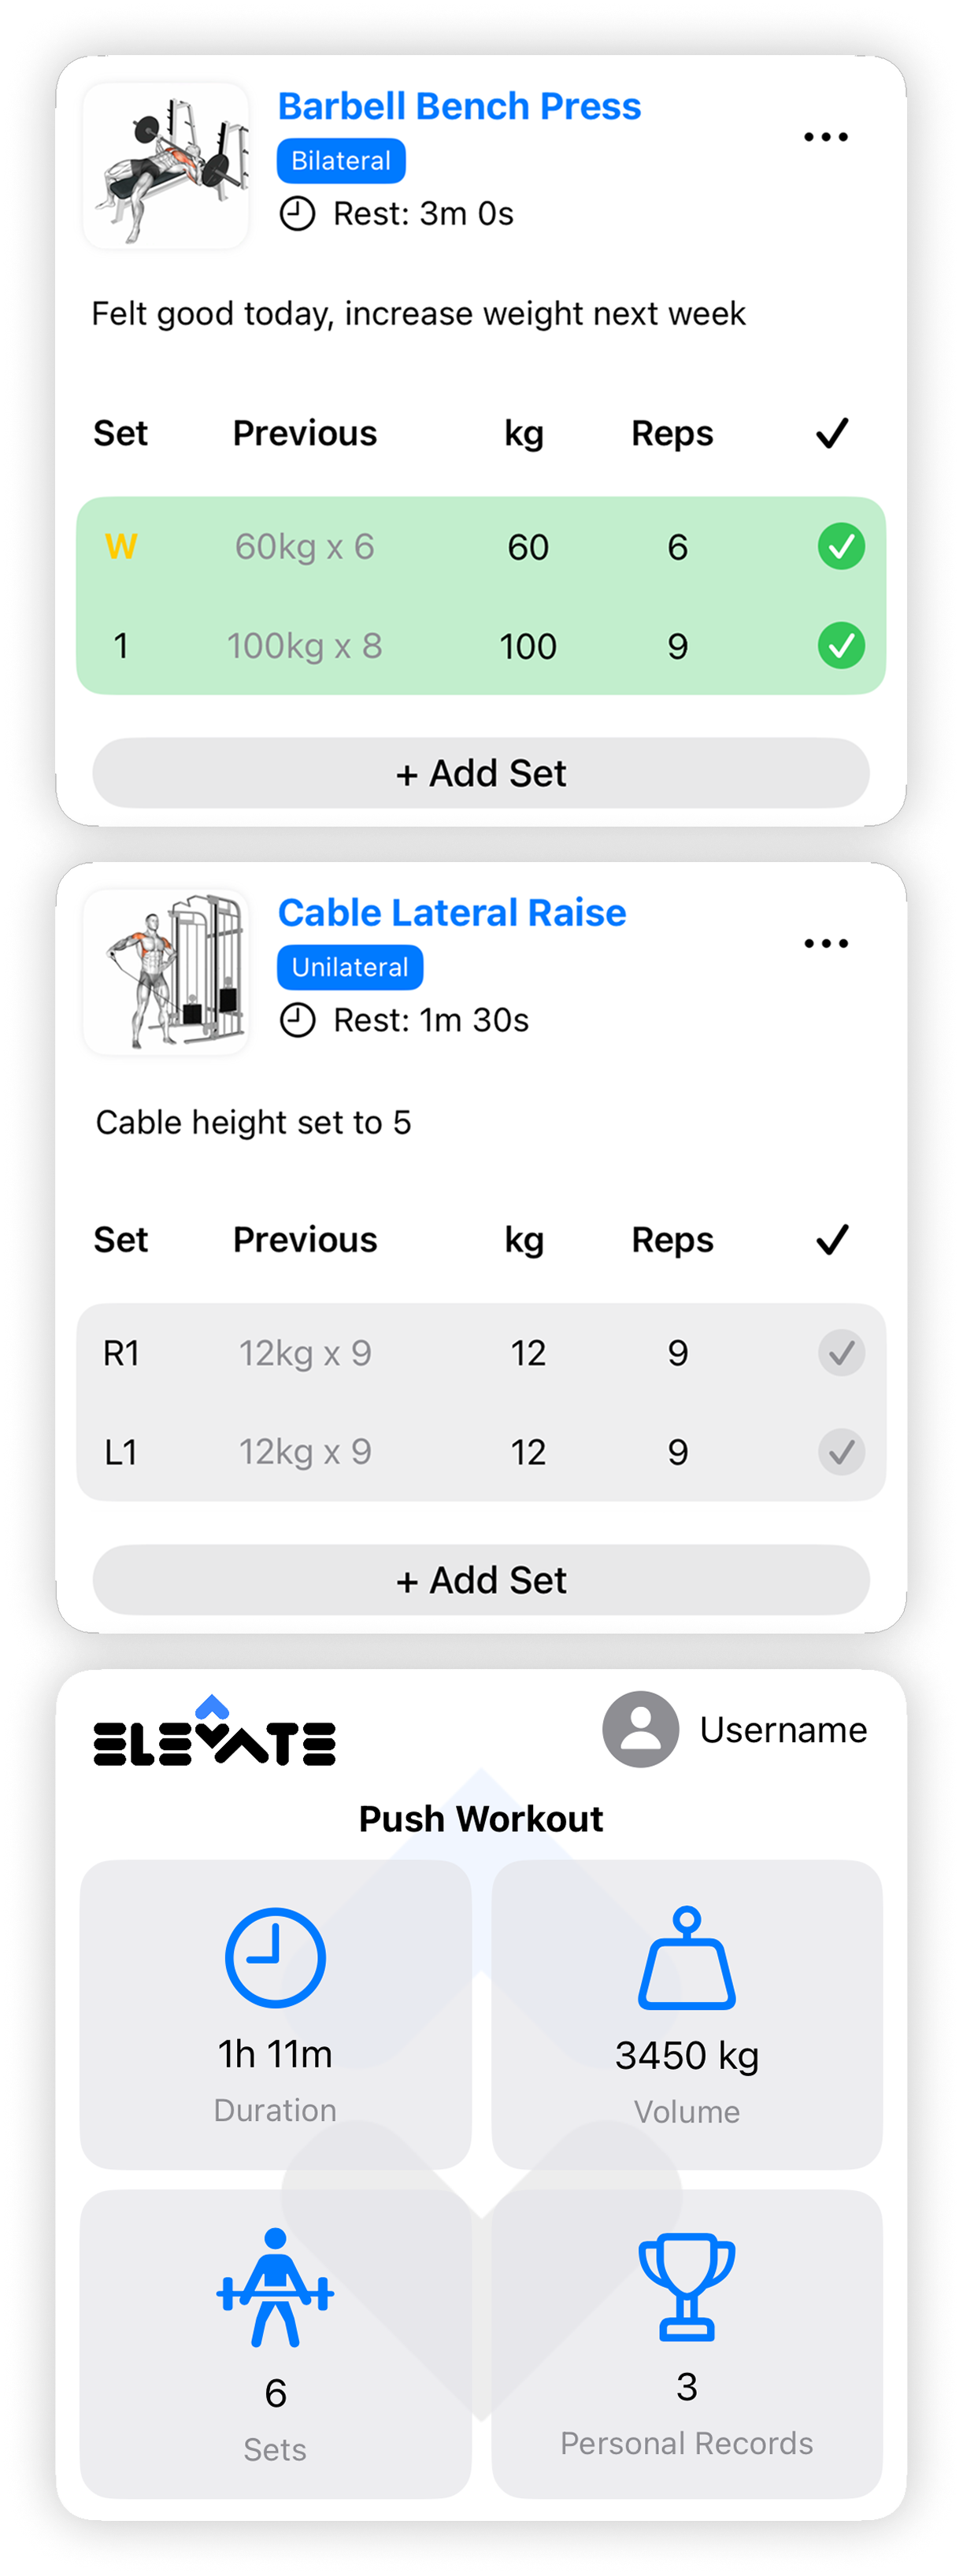 Barbell Bench Press
Bilateral
Rest: 3m 0s
Felt good today, increase weight next week
Set Previous kg Reps ✓
W 60kg x 6 60 6
1 100kg x 8 100 9
+ Add Set
Cable Lateral Raise
Unilateral
Rest: 1m 30s
Cable height set to 5
Set Previous kg Reps ✓
R1 12kg x 9 12 9
L1 12kg x 9 12 9
+ Add Set
ELEVATE Username
Push Workout
1h 11m 3450 kg
Duration Volume
6 3
Sets Personal Records